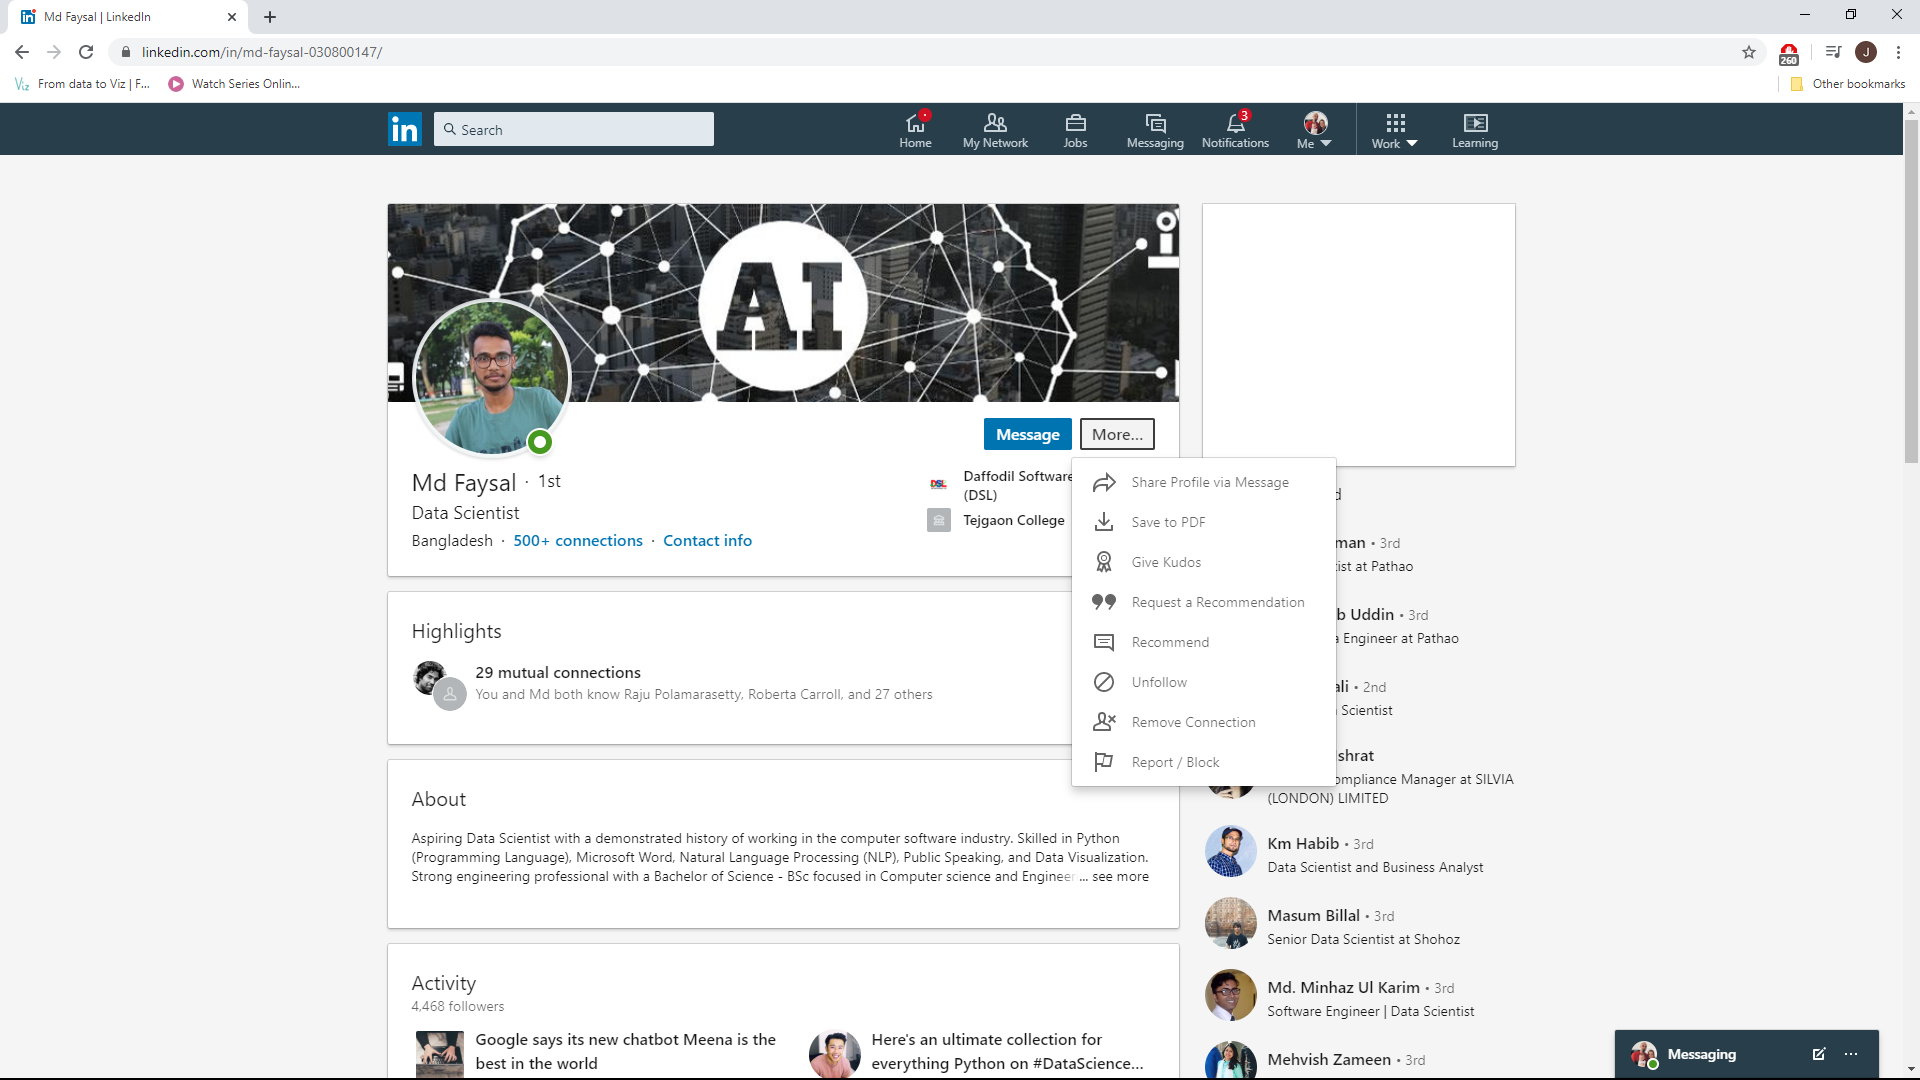 Md Faysal | LinkedIn
linkedin.com/in/md-faysal-030800147/
260
J
From data to Viz | F...
Watch Series Onlin...
Other bookmarks
in
Search
Home
My Network
Jobs
Messaging
3
Notifications
Me
Work
Learning
AI
Message
More...
Md Faysal · 1st
Data Scientist
Bangladesh · 500+ connections · Contact info
DSL
Daffodil Software
(DSL)
Tejgaon College
Share Profile via Message
Save to PDF
Give Kudos
Request a Recommendation
Recommend
Unfollow
Remove Connection
Report / Block
Highlights
29 mutual connections
You and Md both know Raju Polamarasetty, Roberta Carroll, and 27 others
About
Aspiring Data Scientist with a demonstrated history of working in the computer software industry. Skilled in Python
(Programming Language), Microsoft Word, Natural Language Processing (NLP), Public Speaking, and Data Visualization.
Strong engineering professional with a Bachelor of Science - BSc focused in Computer science and Engineer ... see more
Activity
4,468 followers
Google says its new chatbot Meena is the
best in the world
Here's an ultimate collection for
everything Python on #DataScience...
man • 3rd
ist at Pathao
b Uddin • 3rd
a Engineer at Pathao
ali • 2nd
Scientist
shrat
ompliance Manager at SILVIA
(LONDON) LIMITED
Km Habib • 3rd
Data Scientist and Business Analyst
Masum Billal • 3rd
Senior Data Scientist at Shohoz
Md. Minhaz Ul Karim • 3rd
Software Engineer | Data Scientist
Mehvish Zameen • 3rd
Messaging